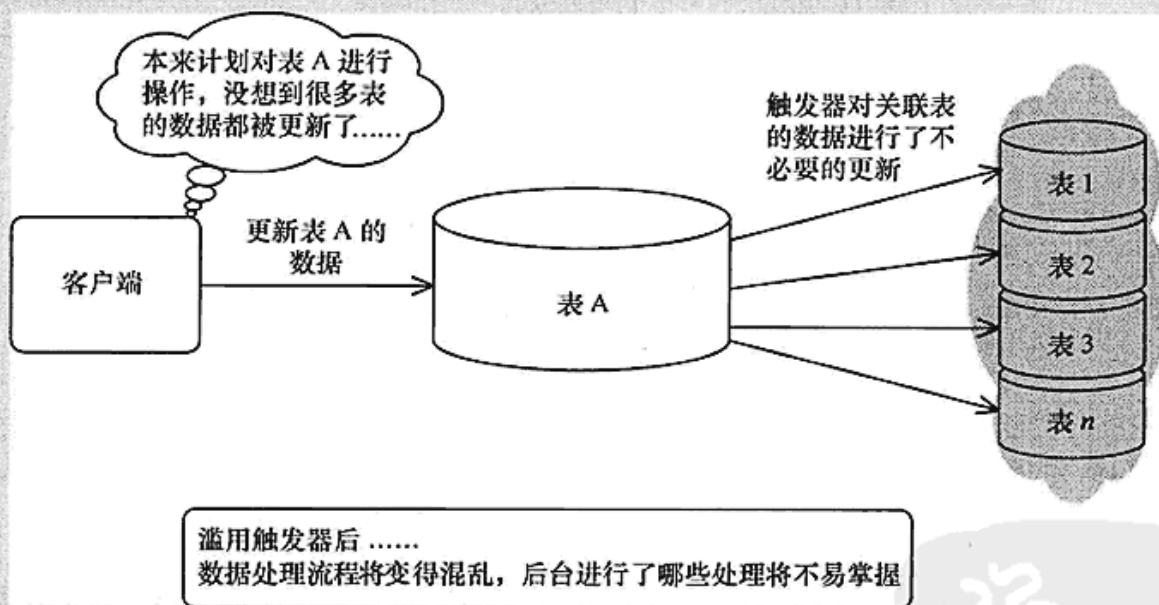 本来计划对表 A 进行
操作，没想到很多表
的数据都被更新了……
触发器对关联表
的数据进行了不
必要的更新
客户端
更新表 A 的
数据
表 A
表 1
表 2
表 3
表 n
滥用触发器后 ……
数据处理流程将变得混乱，后台进行了哪些处理将不易掌握